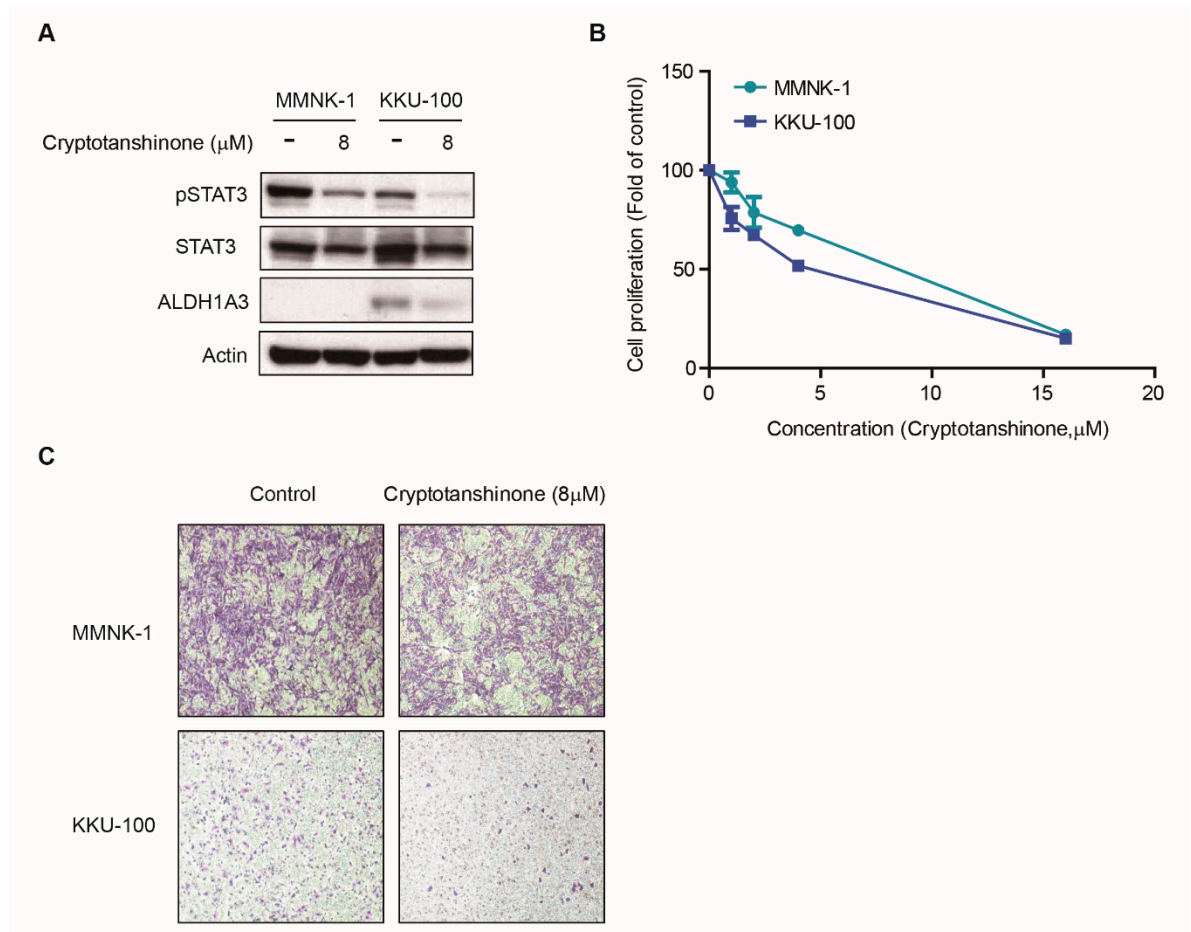 A
MMNK-1 KKU-100
Cryptotanshinone (μM) - 8 - 8
pSTAT3
STAT3
ALDH1A3
Actin
B
Cell proliferation (Fold of control)
150
100
50
0
MMNK-1
KKU-100
0 5 10 15 20
Concentration (Cryptotanshinone,μM)
C
Control Cryptotanshinone (8μM)
MMNK-1
KKU-100